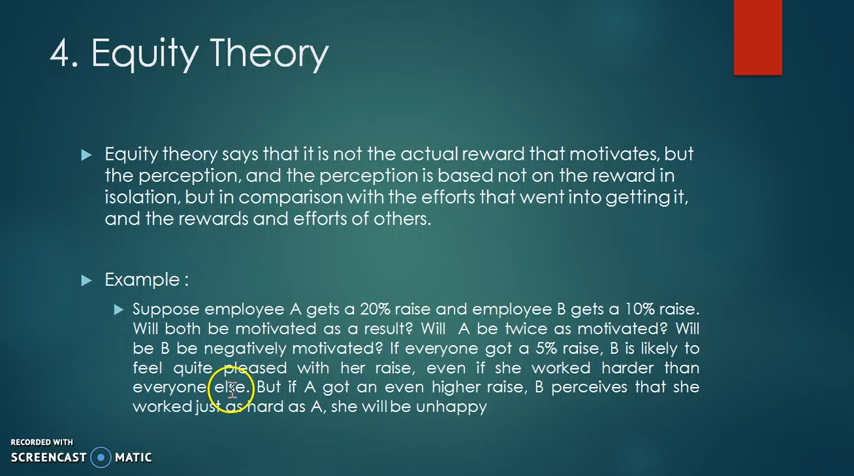 4. Equity Theory
Equity theory says that it is not the actual reward that motivates, but
the perception, and the perception is based not on the reward in
isolation, but in comparison with the efforts that went into getting it,
and the rewards and efforts of others.
Example :
Suppose employee A gets a 20% raise and employee B gets a 10% raise.
Will both be motivated as a result? Will A be twice as motivated? Will
be B be negatively motivated? If everyone got a 5% raise, B is likely to
feel quite pleased with her raise, even if she worked harder than
everyone else. But if A got an even higher raise, B perceives that she
worked just as hard as A, she will be unhappy
RECORDED WITH
SCREENCAST MATIC